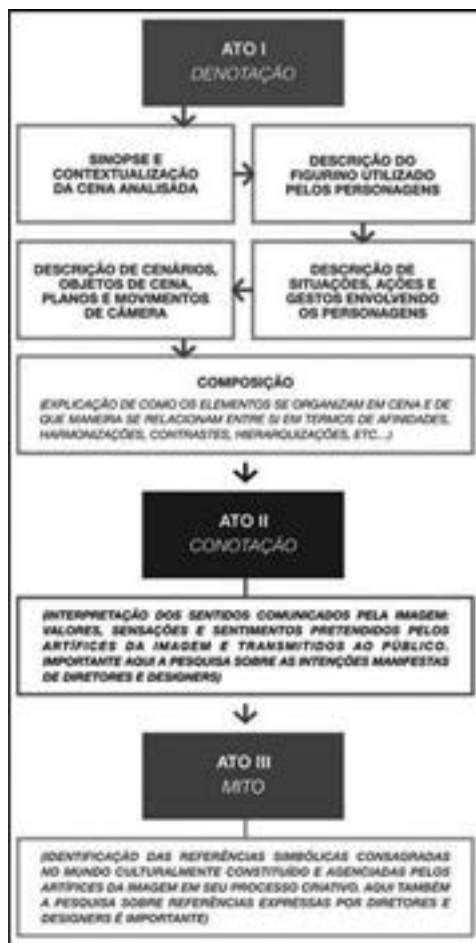 ATO I
DENOTAÇÃO
SINOPSE E
CONTEXTUALIZAÇÃO
DA CENA ANALISADA
DESCRIÇÃO DO
FIGURINO UTILIZADO
PELOS PERSONAGENS
DESCRIÇÃO DE
SITUAÇÕES, AÇÕES E
GESTOS ENVOLVENDO
OS PERSONAGENS
DESCRIÇÃO DE CENÁRIOS,
OBJETOS DE CENA,
PLANOS E MOVIMENTOS
DE CÂMERA
COMPOSIÇÃO
(EXPLICAÇÃO DE COMO OS ELEMENTOS SE ORGANIZAM EM CENA E DE
QUE MANEIRA SE RELACIONAM ENTRE SI EM TERMOS DE AFINIDADES,
HARMONIZAÇÕES, CONTRASTES, HIERARQUIZAÇÕES, ETC...)
ATO II
CONOTAÇÃO
(INTERPRETAÇÃO DOS SENTIDOS COMUNICADOS PELA IMAGEM:
VALORES, SENSAÇÕES E SENTIMENTOS PRETENDIDOS PELOS
ARTÍFICES DA IMAGEM E TRANSMITIDOS AO PÚBLICO.
IMPORTANTE AQUI A PESQUISA SOBRE AS INTENÇÕES MANIFESTAS
DE DIRETORES E DESIGNERS)
ATO III
MITO
(IDENTIFICAÇÃO DAS REFERÊNCIAS SIMBÓLICAS CONSAGRADAS
NO MUNDO CULTURALMENTE CONSTITUÍDO E AGENCIADAS PELOS
ARTÍFICES DA IMAGEM EM SEU PROCESSO CRIATIVO. AQUI TAMBÉM
A PESQUISA SOBRE REFERÊNCIAS EXPRESSAS POR DIRETORES E
DESIGNERS É IMPORTANTE)